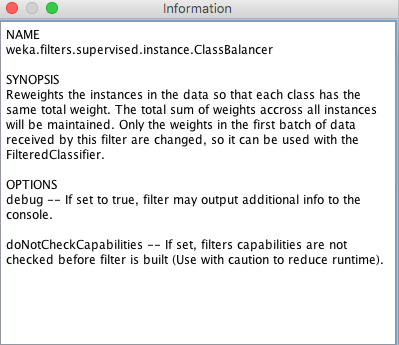 Information
NAME
weka.filters.supervised.instance.ClassBalancer
SYNOPSIS
Reweights the instances in the data so that each class has the
same total weight. The total sum of weights accross all instances
will be maintained. Only the weights in the first batch of data
received by this filter are changed, so it can be used with the
FilteredClassifier.
OPTIONS
debug -- If set to true, filter may output additional info to the
console.
doNotCheckCapabilities -- If set, filters capabilities are not
checked before filter is built (Use with caution to reduce runtime).